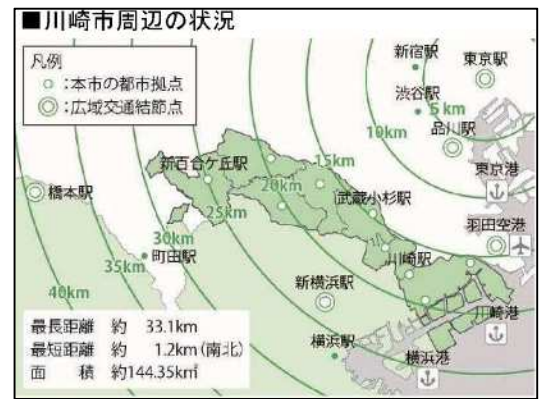 ■川崎市周辺の状況
凡例
○:本市の都市拠点
◎:広域交通結節点
新宿駅
東京駅
渋谷駅
5km
10km
品川駅
東京港
15km
新百合ケ丘駅
20km
武蔵小杉駅
橋本駅
25km
羽田空港
30km
川崎駅
町田駅
35km
新横浜駅
40km
川崎港
横浜駅
横浜港
最長距離 約 33.1km
最短距離 約 1.2km(南北)
面 積 約144.35km²